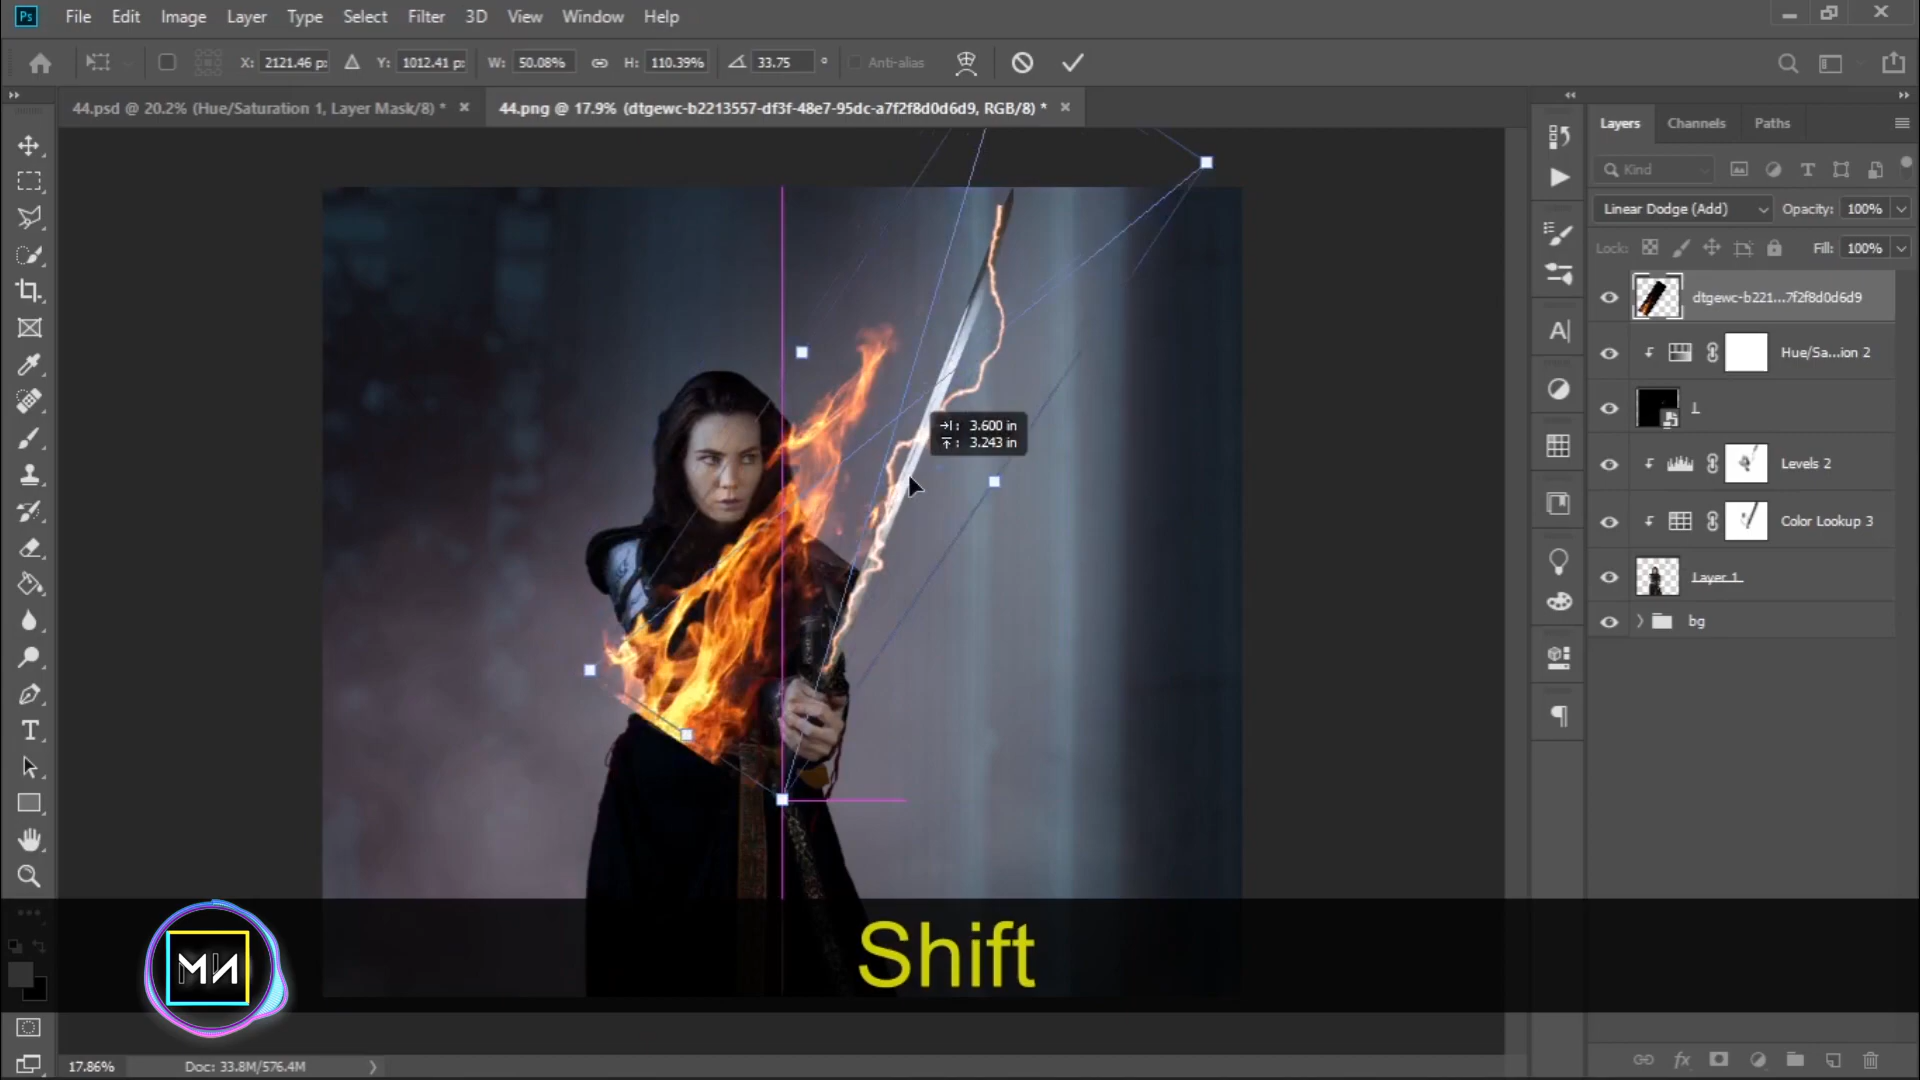 Ps File Edit Image Layer Type Select Filter 3D View Window Help
X: 2121.46 p: Y: 1012.41 p: W: 50.08% H: 110.39% 33.75 ° Anti-alias
44.psd @ 20.2% (Hue/Saturation 1, Layer Mask/8) * × 44.png @ 17.9% (dtgewc-b2213557-df3f-48e7-95dc-a7f2f8d0d6d9, RGB/8) * ×
Layers Channels Paths
Kind
Linear Dodge (Add) Opacity: 100%
Lock: Fill: 100%
dtgewc-b221...7f2f8d0d6d9
Hue/Sa...ion 2
Levels 2
Color Lookup 3
Layer 1
bg
3.600 in
3.243 in
Shift
17.86% Doc: 33.8M/576.4M